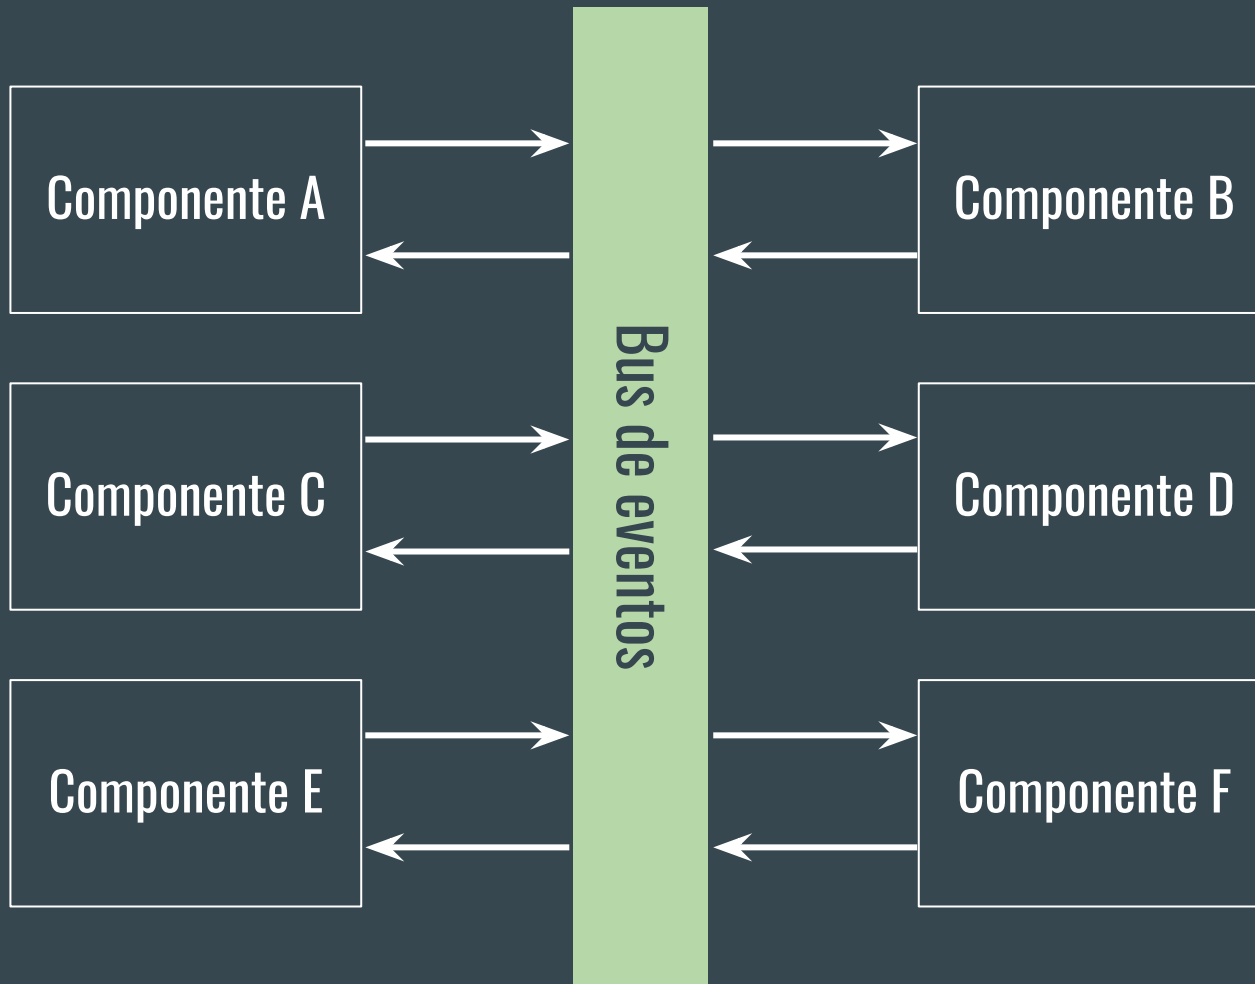 Componente A
Componente B
Bus de eventos
Componente C
Componente D
Componente E
Componente F